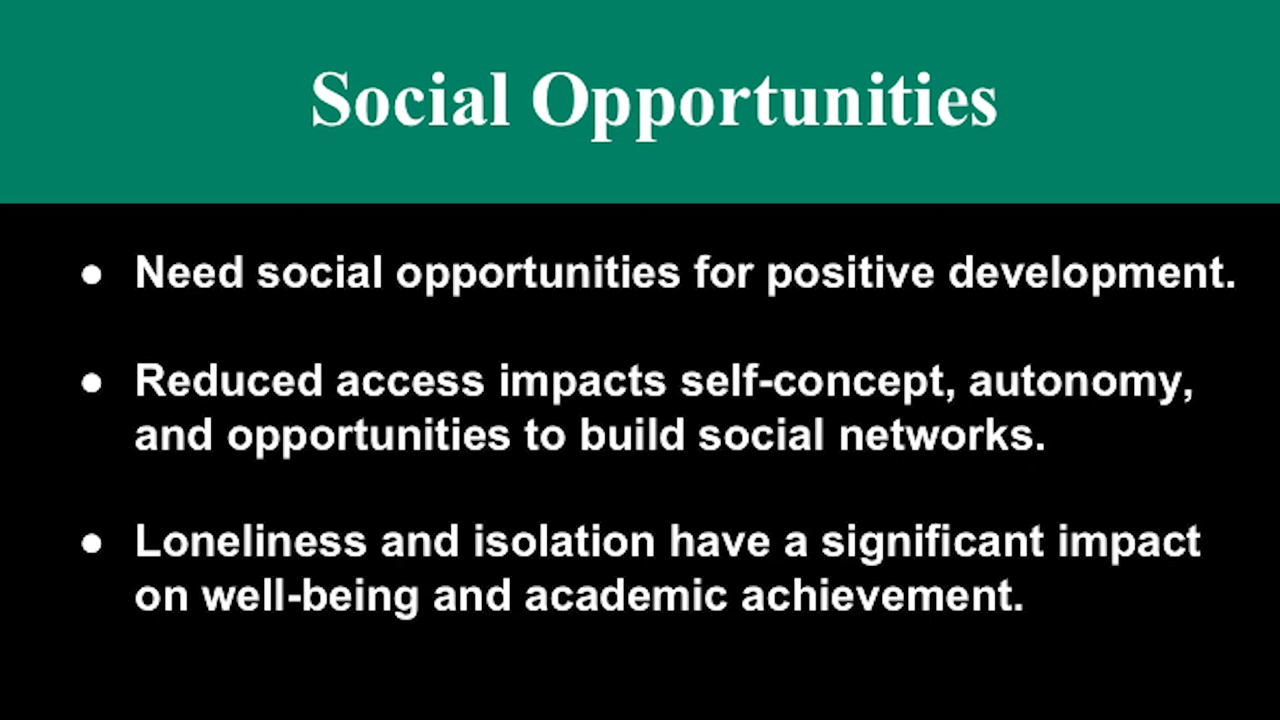 Social Opportunities
● Need social opportunities for positive development.
● Reduced access impacts self-concept, autonomy,
and opportunities to build social networks.
● Loneliness and isolation have a significant impact
on well-being and academic achievement.